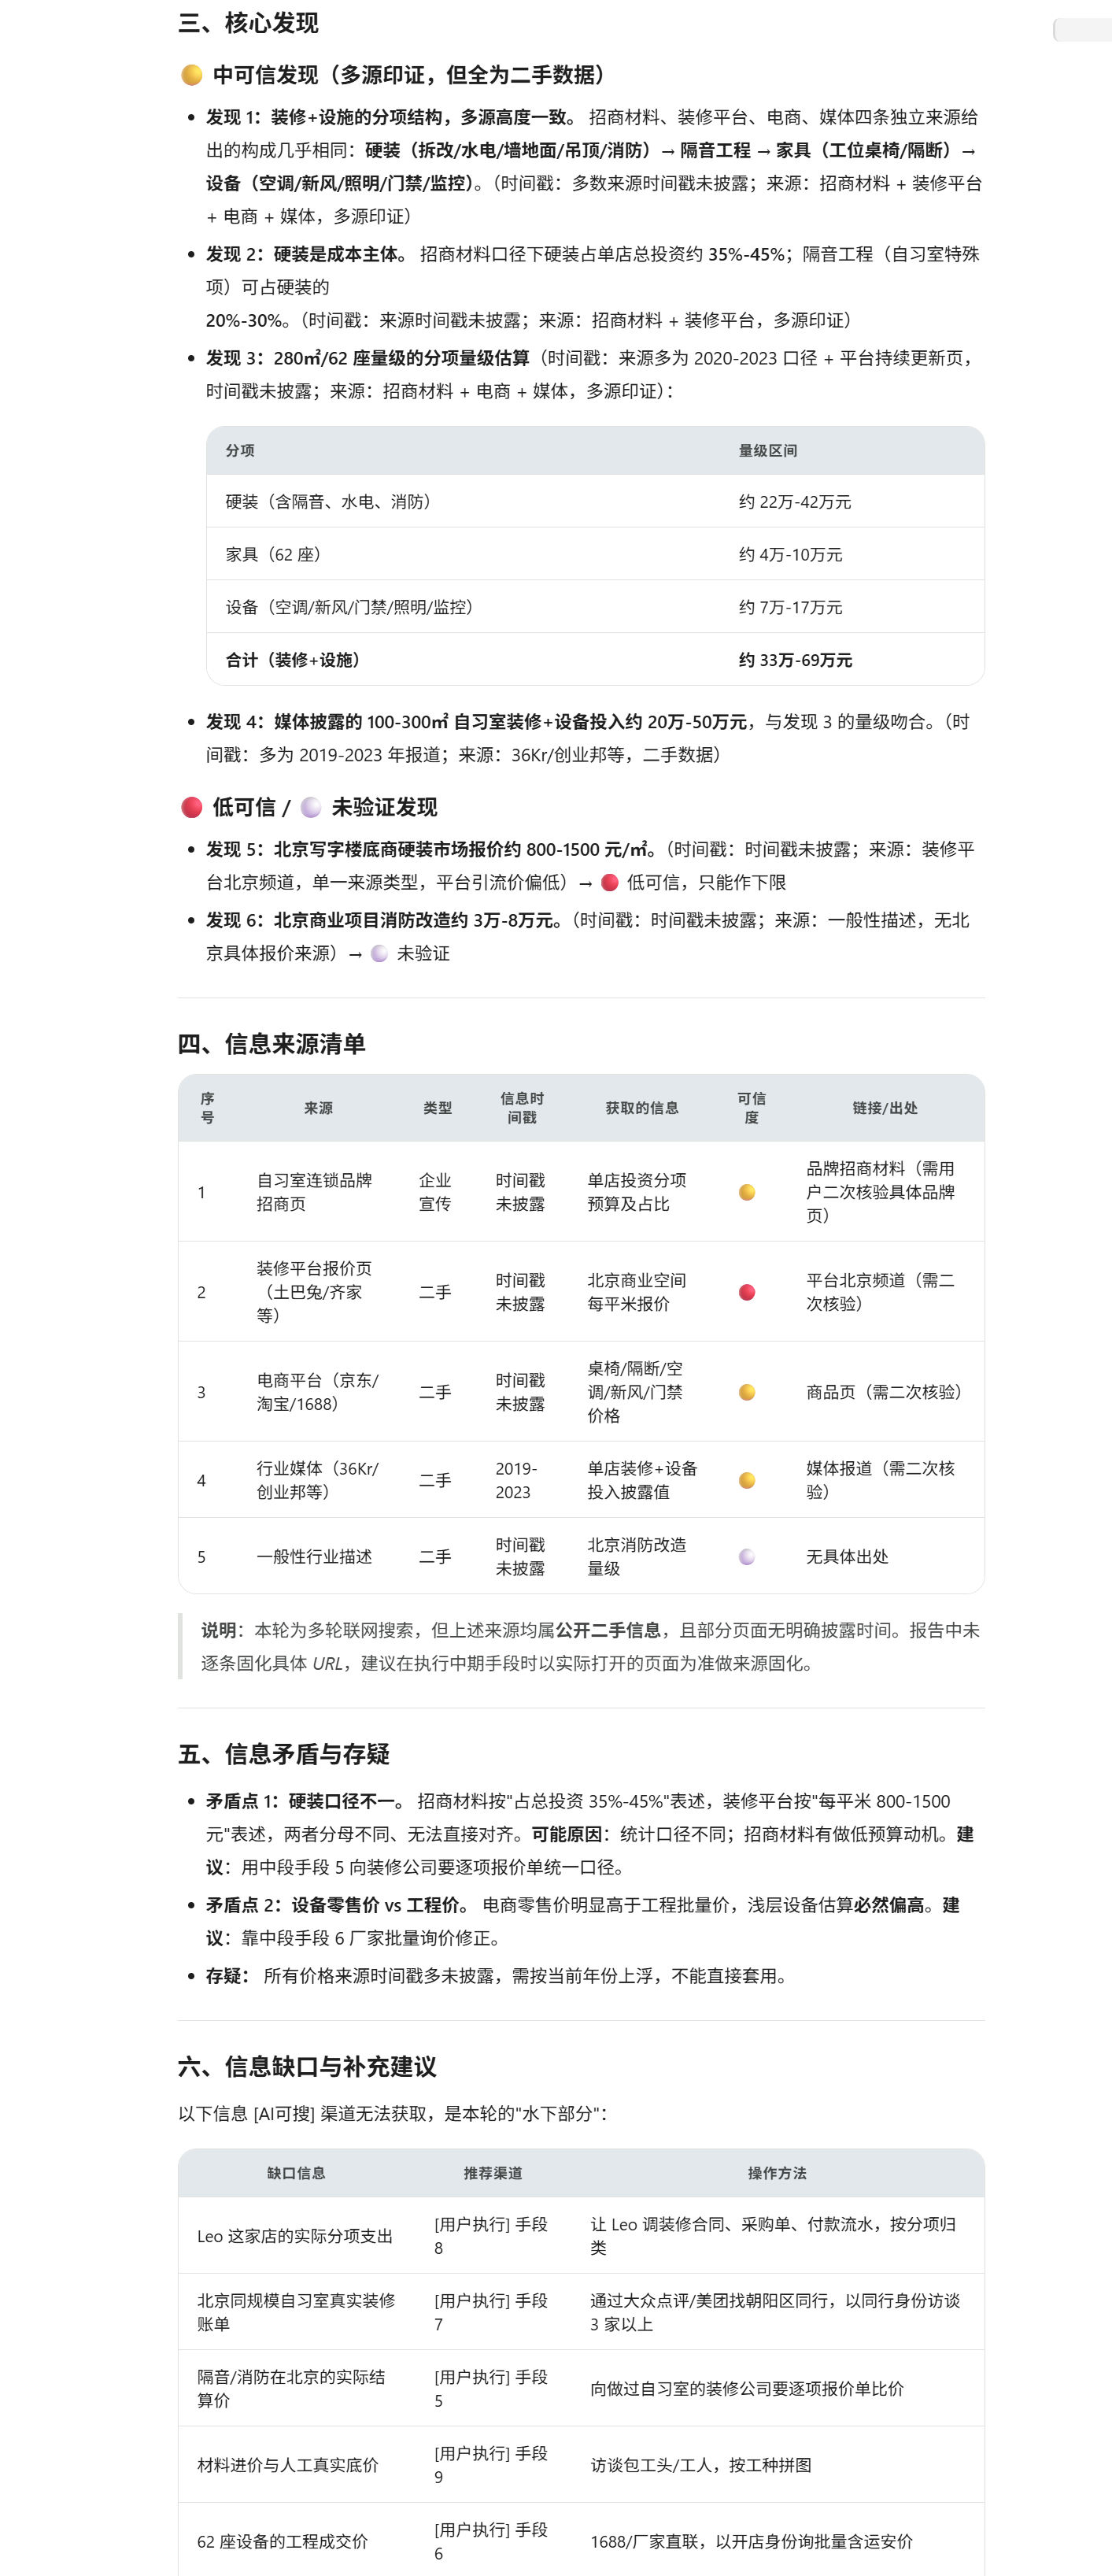 三、核心发现
中可信发现（多源印证，但全为二手数据）
发现 1：装修+设施的分项结构，多源高度一致。 招商材料、装修平台、电商、媒体四条独立来源给
出的构成几乎相同：硬装（拆改/水电/墙地面/吊顶/消防）→ 隔音工程 → 家具（工位桌椅/隔断）→
设备（空调/新风/照明/门禁/监控）。（时间戳：多数来源时间戳未披露；来源：招商材料 + 装修平台
+ 电商 + 媒体，多源印证）
发现 2：硬装是成本主体。 招商材料口径下硬装占单店总投资约 35%-45%；隔音工程（自习室特殊
项）可占硬装的
20%-30%。（时间戳：来源时间戳未披露；来源：招商材料 + 装修平台，多源印证）
发现 3：280㎡/62 座量级的分项量级估算（时间戳：来源多为 2020-2023 口径 + 平台持续更新页，
时间戳未披露；来源：招商材料 + 电商 + 媒体，多源印证）：
分项 量级区间
硬装（含隔音、水电、消防） 约 22万-42万元
家具（62 座） 约 4万-10万元
设备（空调/新风/门禁/照明/监控） 约 7万-17万元
合计（装修+设施） 约 33万-69万元
发现 4：媒体披露的 100-300㎡ 自习室装修+设备投入约 20万-50万元，与发现 3 的量级吻合。（时
间戳：多为 2019-2023 年报道；来源：36Kr/创业邦等，二手数据）
低可信 / 未验证发现
发现 5：北京写字楼底商硬装市场报价约 800-1500 元/㎡。（时间戳：时间戳未披露；来源：装修平
台北京频道，单一来源类型，平台引流价偏低）→ 低可信，只能作下限
发现 6：北京商业项目消防改造约 3万-8万元。（时间戳：时间戳未披露；来源：一般性描述，无北
京具体报价来源）→ 未验证
四、信息来源清单
序
号
来源
类型
信息时
间戳
获取的信息
可信
度
链接/出处
1
自习室连锁品牌
招商页
企业
宣传
时间戳
未披露
单店投资分项
预算及占比
品牌招商材料（需用
户二次核验具体品牌
页）
2
装修平台报价页
（土巴兔/齐家
等）
二手
时间戳
未披露
北京商业空间
每平米报价
平台北京频道（需二
次核验）
3
电商平台（京东/
淘宝/1688）
二手
时间戳
未披露
桌椅/隔断/空
调/新风/门禁
价格
商品页（需二次核验）
4
行业媒体（36Kr/
创业邦等）
二手
2019-
2023
单店装修+设备
投入披露值
媒体报道（需二次核
验）
5
一般性行业描述
二手
时间戳
未披露
北京消防改造
量级
无具体出处
说明：本轮为多轮联网搜索，但上述来源均属公开二手信息，且部分页面无明确披露时间。报告中未
逐条固化具体 URL，建议在执行中期手段时以实际打开的页面为准做来源固化。
五、信息矛盾与存疑
矛盾点 1：硬装口径不一。 招商材料按"占总投资 35%-45%"表述，装修平台按"每平米 800-1500
元"表述，两者分母不同、无法直接对齐。可能原因：统计口径不同；招商材料有做低预算动机。建
议：用中段手段 5 向装修公司要逐项报价单统一口径。
矛盾点 2：设备零售价 vs 工程价。 电商零售价明显高于工程批量价，浅层设备估算必然偏高。建
议：靠中段手段 6 厂家批量询价修正。
存疑： 所有价格来源时间戳多未披露，需按当前年份上浮，不能直接套用。
六、信息缺口与补充建议
以下信息 [AI可搜] 渠道无法获取，是本轮的"水下部分"：
缺口信息 推荐渠道 操作方法
Leo 这家店的实际分项支出
[用户执行] 手段
8
让 Leo 调装修合同、采购单、付款流水，按分项归
类
北京同规模自习室真实装修
账单
[用户执行] 手段
7
通过大众点评/美团找朝阳区同行，以同行身份访谈
3 家以上
隔音/消防在北京的实际结
算价
[用户执行] 手段
5
向做过自习室的装修公司要逐项报价单比价
材料进价与人工真实底价
[用户执行] 手段
9
访谈包工头/工人，按工种拼图
62 座设备的工程成交价
[用户执行] 手段
6
1688/厂家直联，以开店身份询批量含运安价